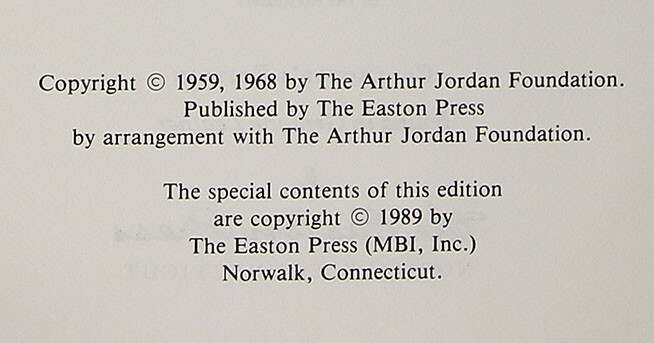 Copyright © 1959, 1968 by The Arthur Jordan Foundation.
Published by The Easton Press
by arrangement with The Arthur Jordan Foundation.
The special contents of this edition
are copyright © 1989 by
The Easton Press (MBI, Inc.)
Norwalk, Connecticut.